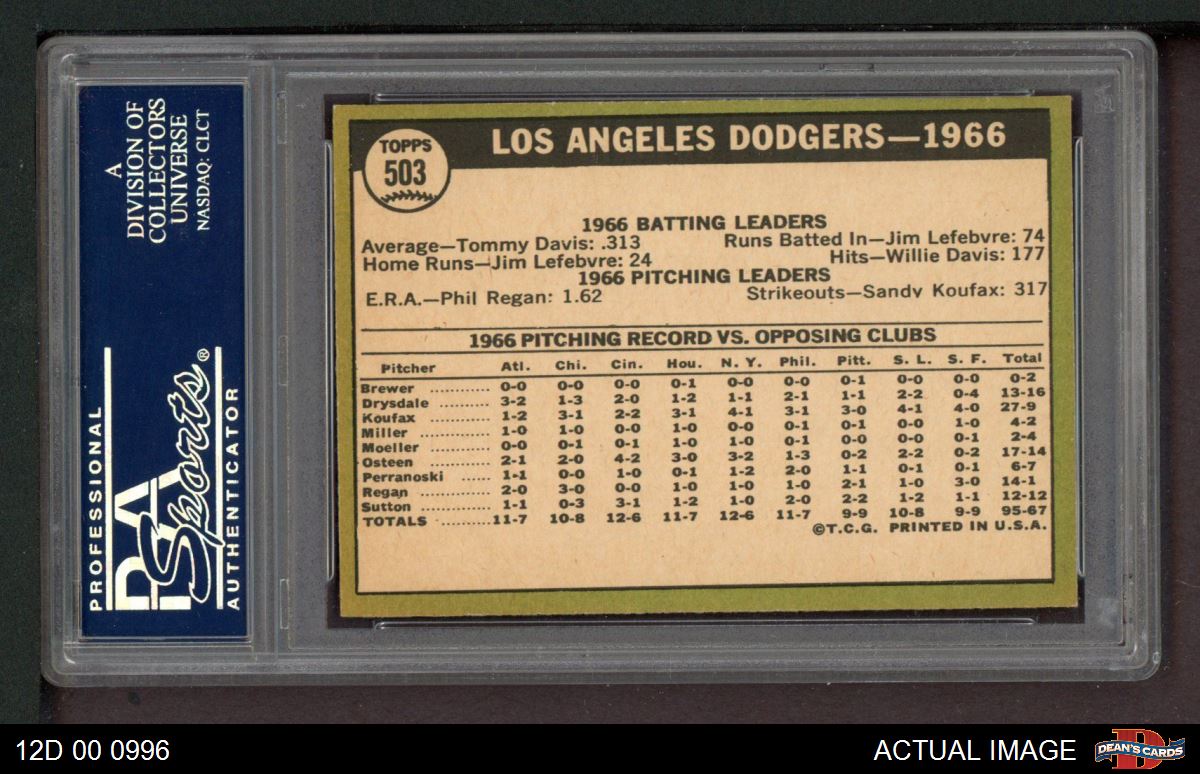 A
DIVISION OF
COLLECTORS
UNIVERSE
NASDAQ: CLCT
PROFESSIONAL
PSA
Sports®
AUTHENTICATOR
TOPPS
503
LOS ANGELES DODGERS—1966
1966 BATTING LEADERS
Average—Tommy Davis: .313 Runs Batted In—Jim Lefebvre: 74
Home Runs—Jim Lefebvre: 24 Hits—Willie Davis: 177
1966 PITCHING LEADERS
E.R.A.—Phil Regan: 1.62 Strikeouts—Sandy Koufax: 317
1966 PITCHING RECORD VS. OPPOSING CLUBS
Pitcher Atl. Chi. Cin. Hou. N. Y. Phil. Pitt. S. L. S. F. Total
Brewer ............ 0-0 0-0 0-0 0-1 0-0 0-0 0-1 0-0 0-0 0-2
Drysdale ............ 3-2 1-3 2-0 1-2 1-1 2-1 1-1 2-2 0-4 13-16
Koufax ............ 1-2 3-1 2-2 3-1 4-1 3-1 3-0 4-1 4-0 27-9
Miller ............ 1-0 1-0 0-0 1-0 0-1 0-1 0-1 0-0 1-0 4-2
Moeller ............ 0-0 0-1 0-1 1-0 1-0 0-1 0-0 0-0 0-1 2-4
Osteen ............ 2-1 2-0 4-2 3-0 3-2 1-3 0-2 2-2 0-2 17-14
Perranoski ...... 1-1 0-0 1-0 0-1 1-2 2-0 1-1 0-1 0-1 6-7
Regan ............ 2-0 3-0 0-0 1-0 1-0 1-0 2-1 1-0 3-0 14-1
Sutton ............ 1-1 0-3 3-1 1-2 1-0 2-0 2-2 1-2 1-1 12-12
TOTALS ............ 11-7 10-8 12-6 11-7 12-6 11-7 9-9 10-8 9-9 95-67
©T.C.G. PRINTED IN U.S.A.
12D 00 0996
ACTUAL IMAGE
DEAN'S CARDS